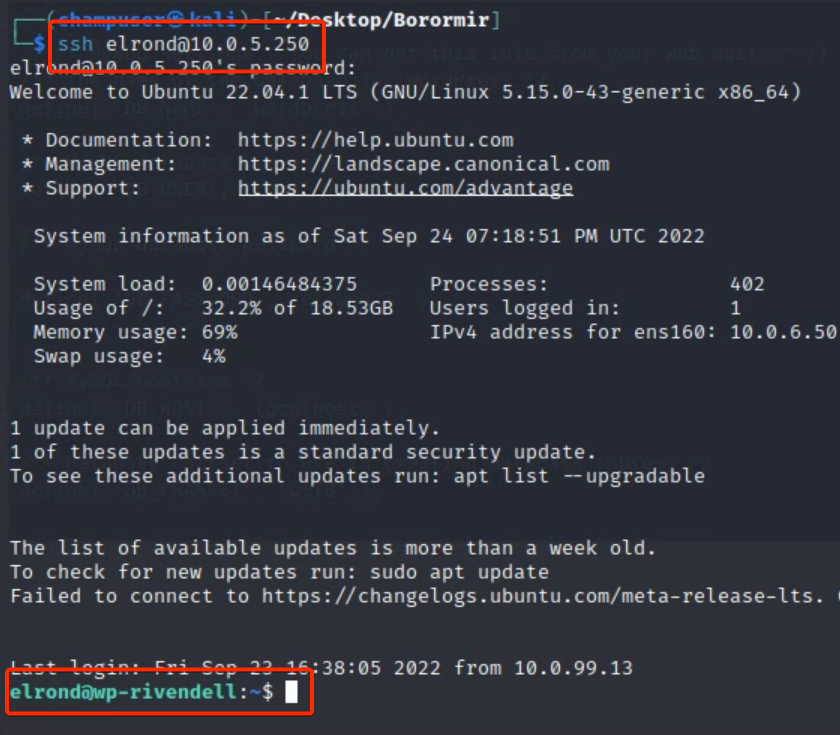 ┌──(champuser㉿kali)-[~/Desktop/Borormir]
└─$ ssh elrond@10.0.5.250
elrond@10.0.5.250's password:
Welcome to Ubuntu 22.04.1 LTS (GNU/Linux 5.15.0-43-generic x86_64)
* Documentation:  https://help.ubuntu.com
* Management:     https://landscape.canonical.com
* Support:        https://ubuntu.com/advantage
System information as of Sat Sep 24 07:18:51 PM UTC 2022
System load:  0.00146484375      Processes:               402
Usage of /:   32.2% of 18.53GB   Users logged in:         1
Memory usage: 69%                IPv4 address for ens160: 10.0.6.50
Swap usage:   4%
1 update can be applied immediately.
1 of these updates is a standard security update.
To see these additional updates run: apt list --upgradable
The list of available updates is more than a week old.
To check for new updates run: sudo apt update
Failed to connect to https://changelogs.ubuntu.com/meta-release-lts.
Last login: Fri Sep 23 16:38:05 2022 from 10.0.99.13
elrond@wp-rivendell:~$